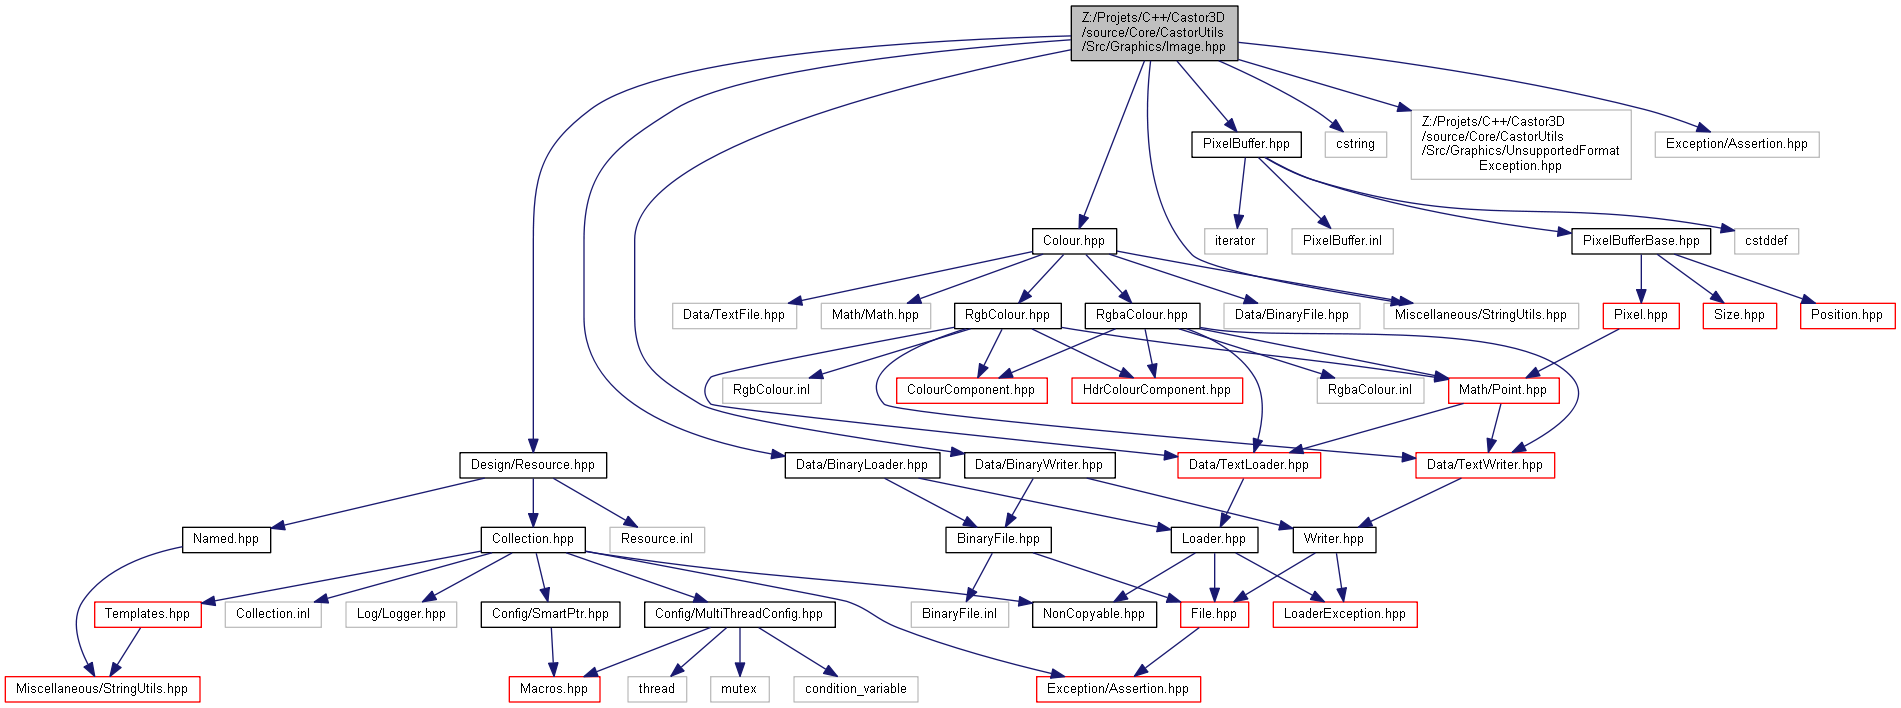 Z:/Projets/C++/Castor3D
/source/Core/CastorUtils
/Src/Graphics/Image.hpp
PixelBuffer.hpp
cstring
Z:/Projets/C++/Castor3D
/source/Core/CastorUtils
/Src/Graphics/UnsupportedFormat
Exception.hpp
Exception/Assertion.hpp
Colour.hpp
iterator
PixelBuffer.inl
PixelBufferBase.hpp
cstddef
Data/TextFile.hpp
Math/Math.hpp
RgbColour.hpp
RgbaColour.hpp
Data/BinaryFile.hpp
Miscellaneous/StringUtils.hpp
Pixel.hpp
Size.hpp
Position.hpp
RgbColour.inl
ColourComponent.hpp
HdrColourComponent.hpp
RgbaColour.inl
Math/Point.hpp
Design/Resource.hpp
Data/BinaryLoader.hpp
Data/BinaryWriter.hpp
Data/TextLoader.hpp
Data/TextWriter.hpp
Named.hpp
Collection.hpp
Resource.inl
BinaryFile.hpp
Loader.hpp
Writer.hpp
Templates.hpp
Collection.inl
Log/Logger.hpp
Config/SmartPtr.hpp
Config/MultiThreadConfig.hpp
BinaryFile.inl
NonCopyable.hpp
File.hpp
LoaderException.hpp
Miscellaneous/StringUtils.hpp
Macros.hpp
thread
mutex
condition_variable
Exception/Assertion.hpp